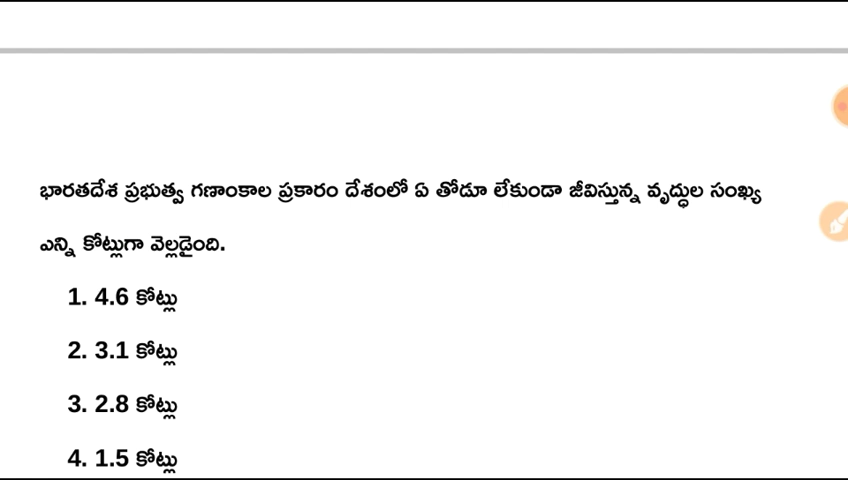 భారతదేశ ప్రభుత్వ గణాంకాల ప్రకారం దేశంలో ఏ తోడూ లేకుండా జీవిస్తున్న వృద్ధుల సంఖ్య
ఎన్ని కోట్లుగా వెల్లడైంది.
1. 4.6 కోట్లు
2. 3.1 కోట్లు
3. 2.8 కోట్లు
4. 1.5 కోట్లు